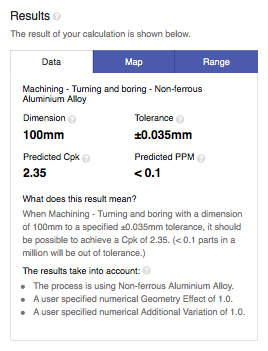 Results
The result of your calculation is shown below.
Data Map Range
Machining - Turning and boring - Non-ferrous
Aluminium Alloy
Dimension Tolerance
100mm ±0.035mm
Predicted Cpk Predicted PPM
2.35 < 0.1
What does this result mean?
When Machining - Turning and boring with a dimension
of 100mm to a specified ±0.035mm tolerance, it should
be possible to achieve a Cpk of 2.35. (< 0.1 parts in a
million will be out of tolerance.)
The results take into account:
The process is using Non-ferrous Aluminium Alloy.
A user specified numerical Geometry Effect of 1.0.
A user specified numerical Additional Variation of 1.0.